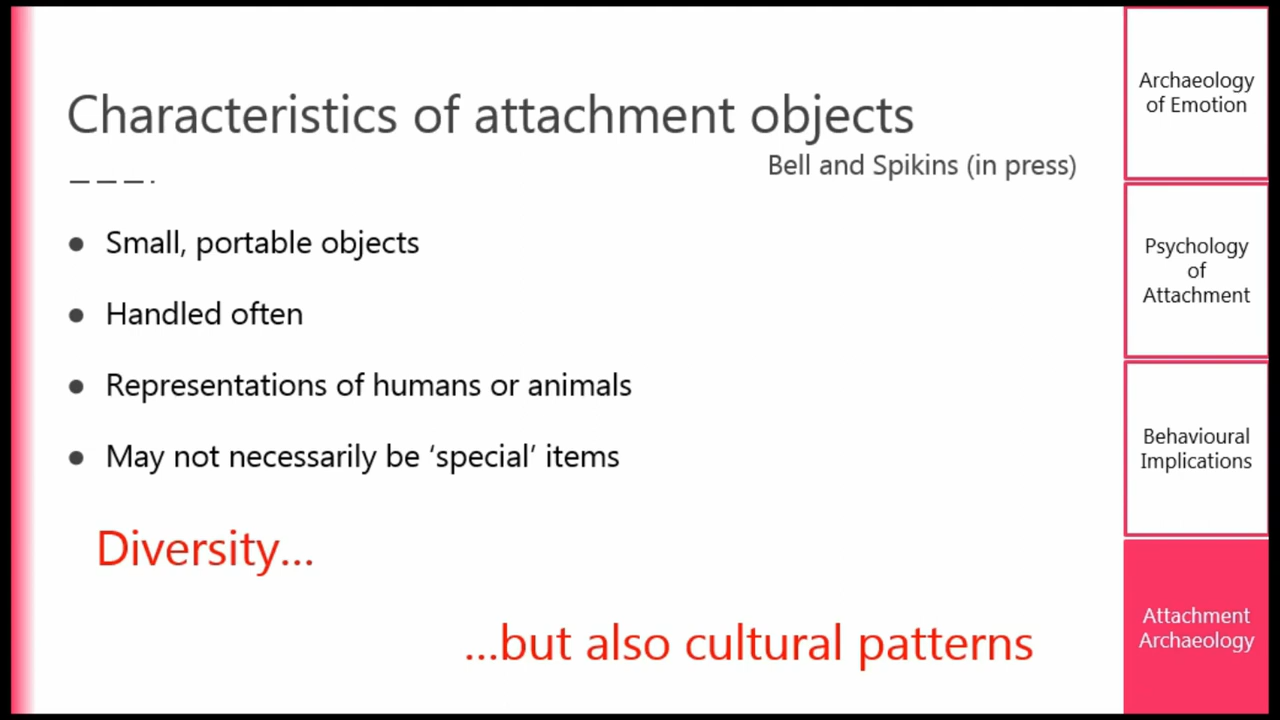 Characteristics of attachment objects
Bell and Spikins (in press)
● Small, portable objects
● Handled often
● Representations of humans or animals
● May not necessarily be ‘special’ items
Diversity...
...but also cultural patterns
Archaeology
of Emotion
Psychology
of
Attachment
Behavioural
Implications
Attachment
Archaeology